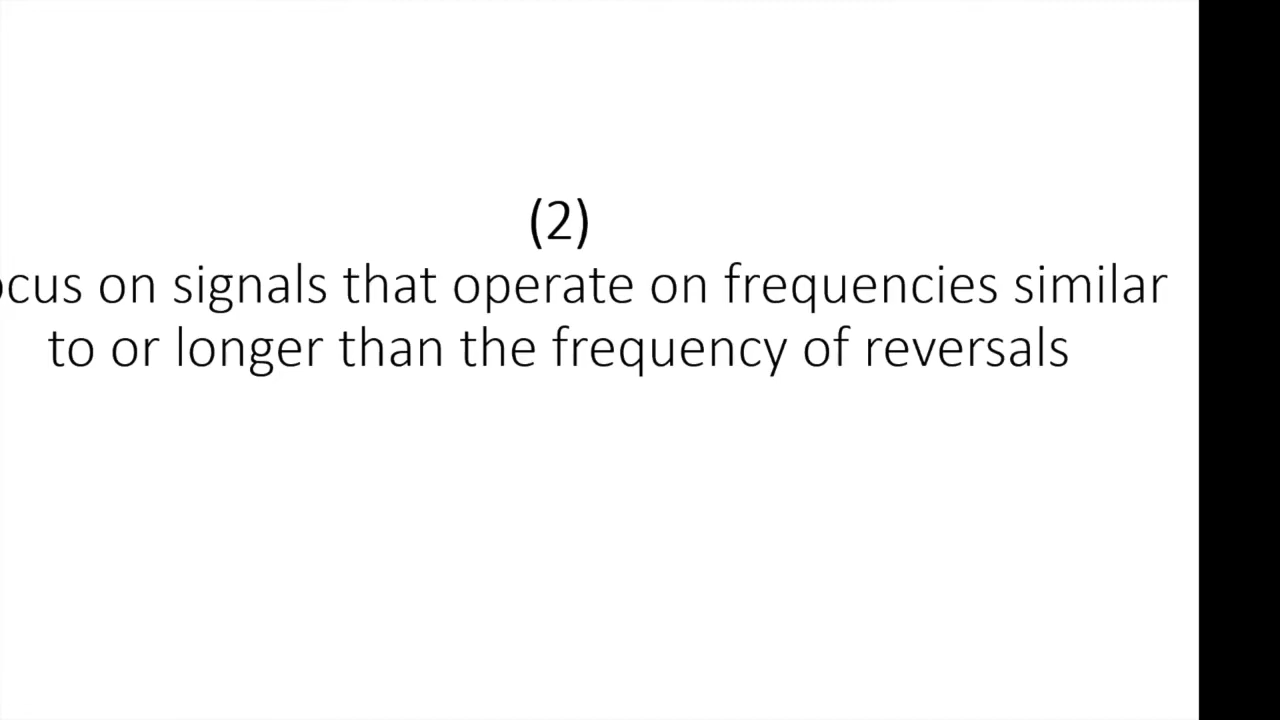 (2)
ocus on signals that operate on frequencies similar
to or longer than the frequency of reversals